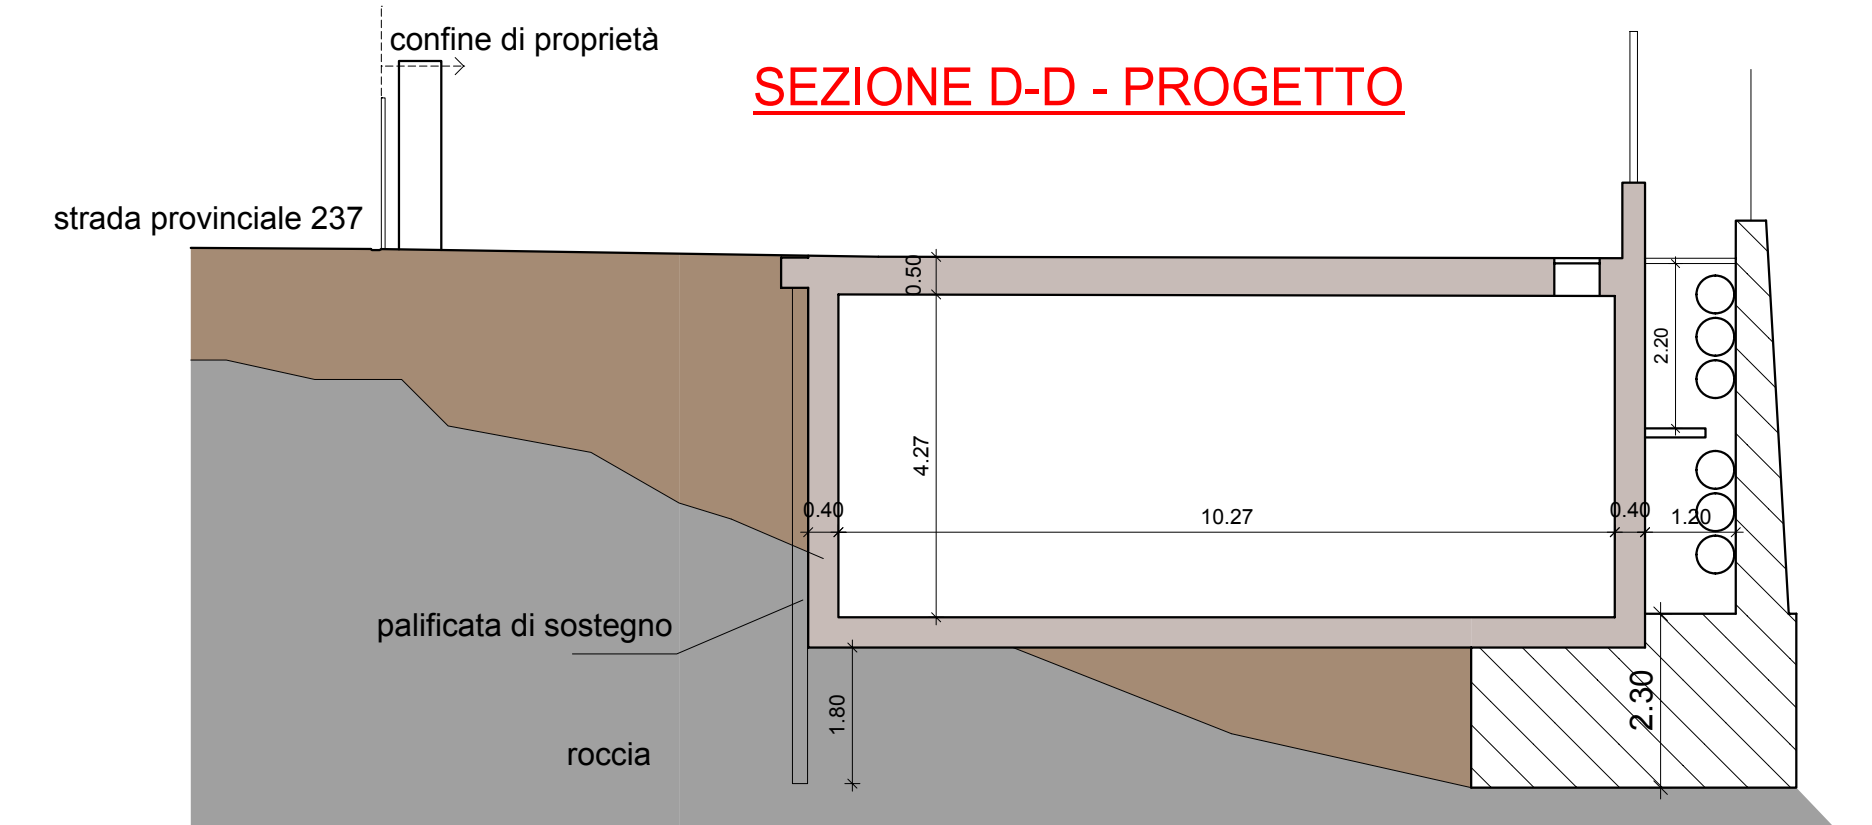 confine di proprietà
SEZIONE D-D - PROGETTO
strada provinciale 237
0.50
2.20
4.27
0.40
10.27
0.40
1.20
palificata di sostegno
1.80
2.30
roccia